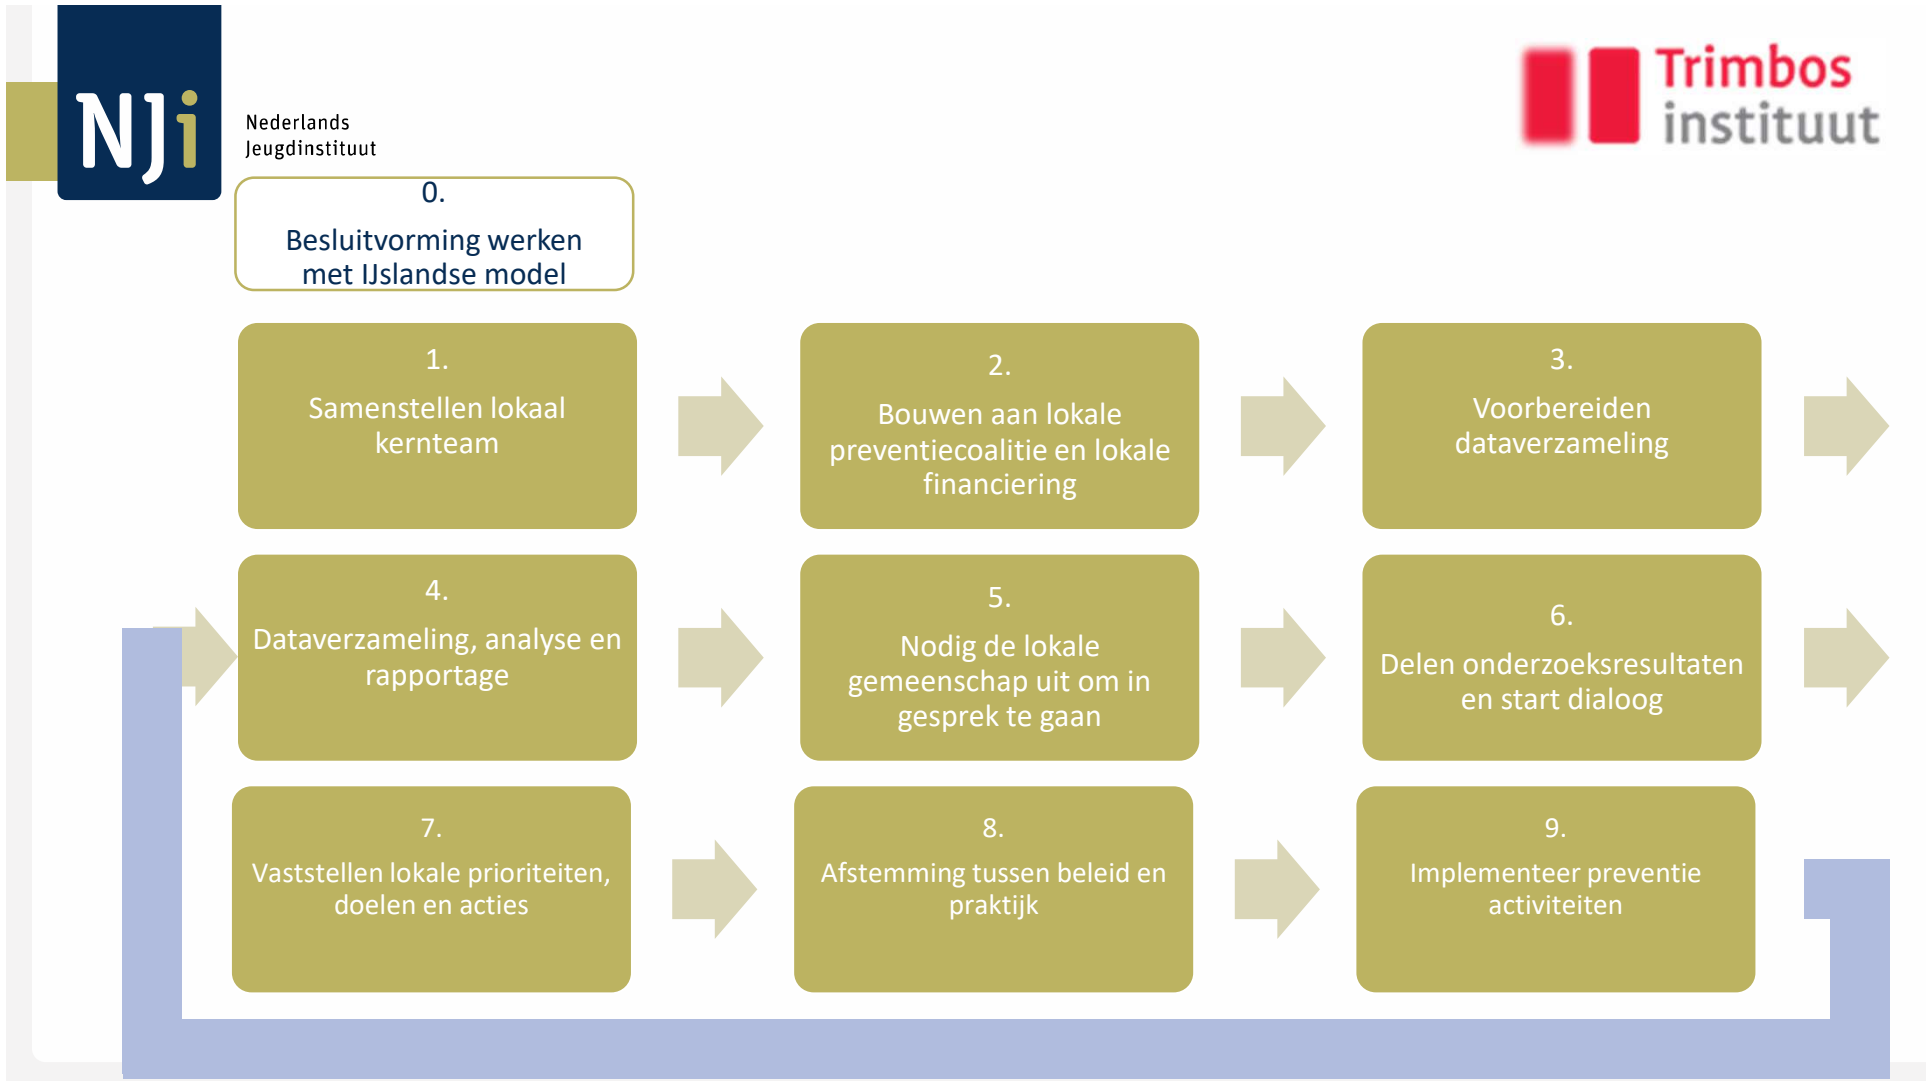 NJi
Nederlands
Jeugdinstituut
Trimbos
instituut
0.
Besluitvorming werken
met IJslandse model
1.
Samenstellen lokaal
kernteam
2.
Bouwen aan lokale
preventiecoalitie en lokale
financiering
3.
Voorbereiden
dataverzameling
4.
Dataverzameling, analyse en
rapportage
5.
Nodig de lokale
gemeenschap uit om in
gesprek te gaan
6.
Delen onderzoeksresultaten
en start dialoog
7.
Vaststellen lokale prioriteiten,
doelen en acties
8.
Afstemming tussen beleid en
praktijk
9.
Implementeer preventie
activiteiten